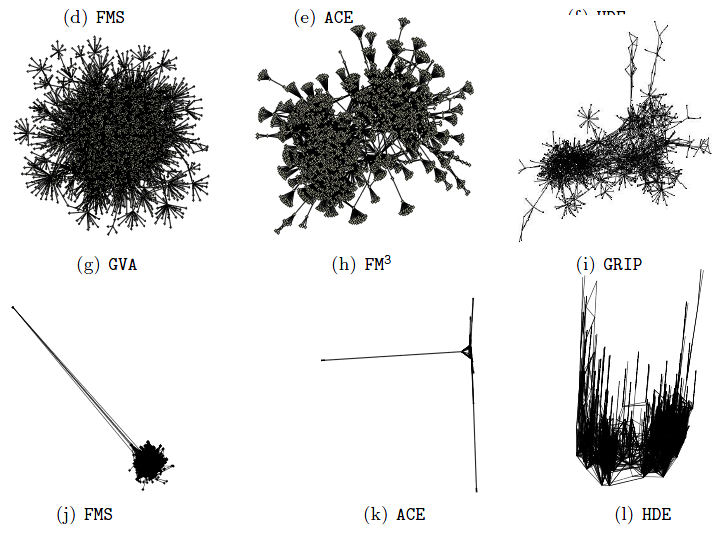 (d) FMS (e) ACE
(g) GVA (h) FM³ (i) GRIP
(j) FMS (k) ACE (l) HDE